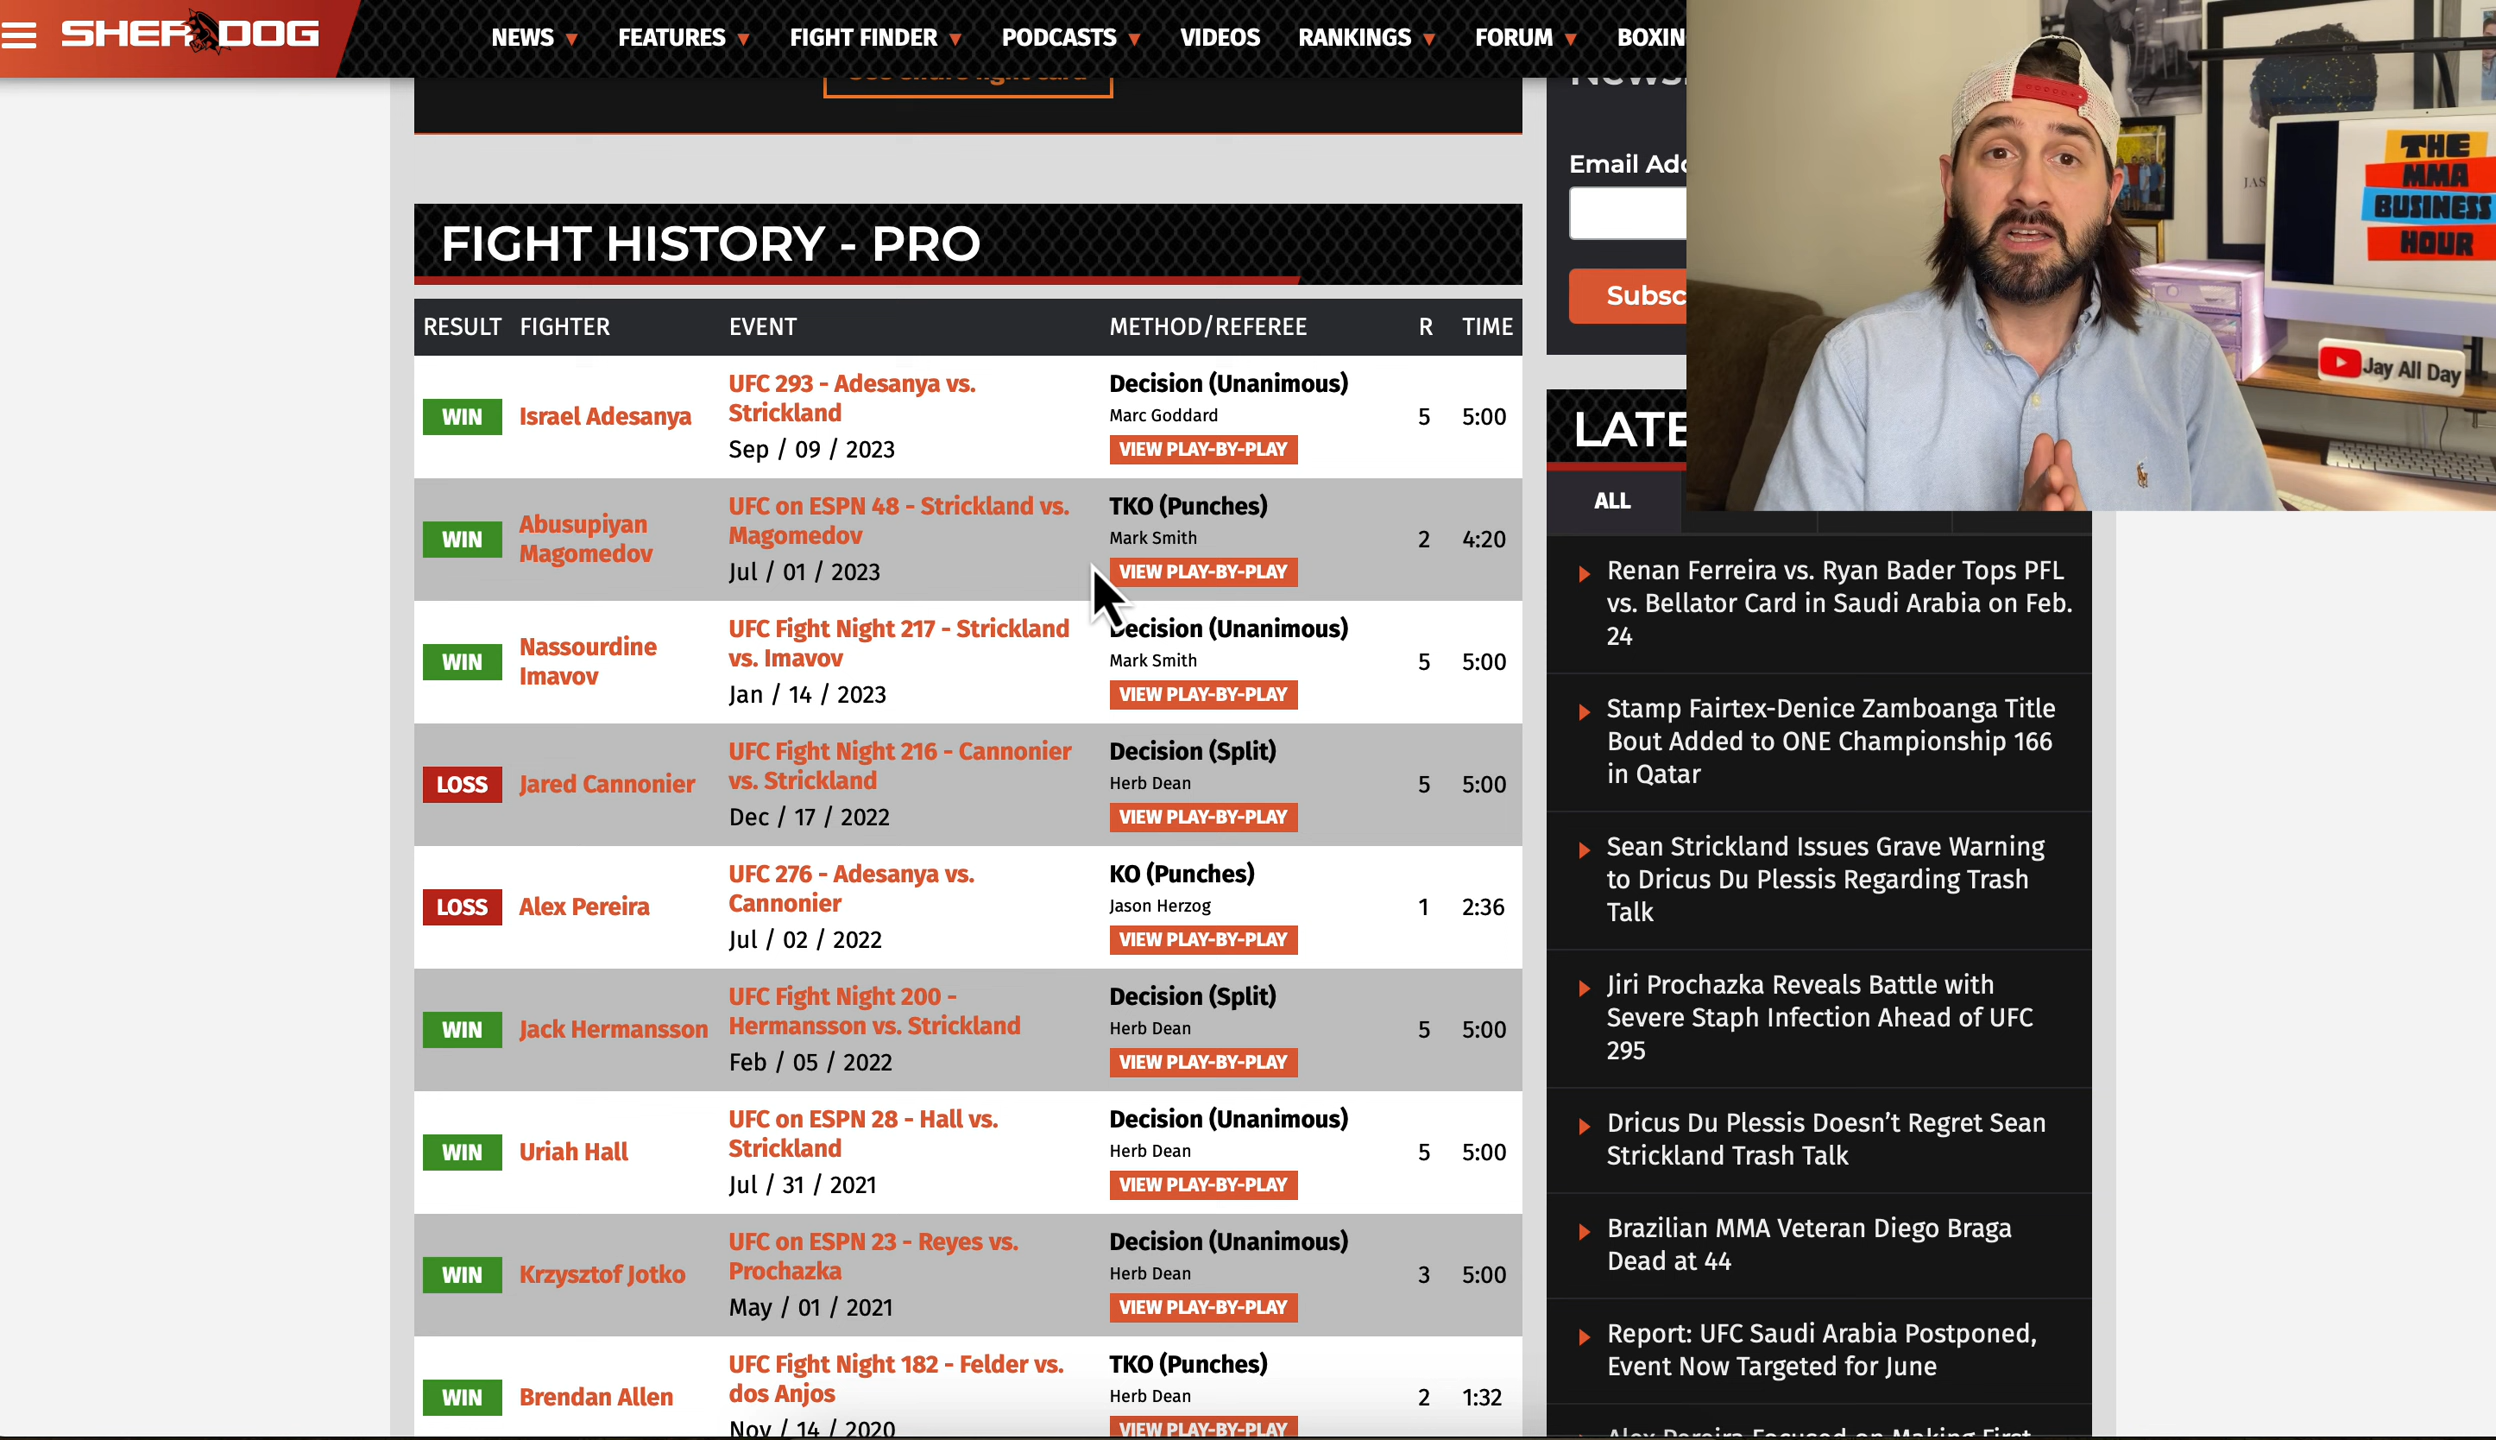 SHERDOG
NEWS
FEATURES
FIGHT FINDER
PODCASTS
VIDEOS
RANKINGS
FORUM
Email
FIGHT HISTORY - PRO
RESULT FIGHTER EVENT METHOD/REFEREE R TIME
UFC 293 - Adesanya vs.
Strickland
Sep / 09 / 2023
WIN
Israel Adesanya
Decision (Unanimous)
Marc Goddard
VIEW PLAY-BY-PLAY
5 5:00
WIN
Abusupiyan
Magomedov
UFC on ESPN 48 - Strickland vs.
Magomedov
Jul / 01 / 2023
TKO (Punches)
Mark Smith
VIEW PLAY-BY-PLAY
2 4:20
WIN
Nassourdine
Imavov
UFC Fight Night 217 - Strickland
vs. Imavov
Jan / 14 / 2023
Decision (Unanimous)
Mark Smith
VIEW PLAY-BY-PLAY
5 5:00
LOSS
Jared Cannonier
UFC Fight Night 216 - Cannonier
vs. Strickland
Dec / 17 / 2022
Decision (Split)
Herb Dean
VIEW PLAY-BY-PLAY
5 5:00
LOSS
Alex Pereira
UFC 276 - Adesanya vs.
Cannonier
Jul / 02 / 2022
KO (Punches)
Jason Herzog
VIEW PLAY-BY-PLAY
1 2:36
WIN
Jack Hermansson
UFC Fight Night 200 -
Hermansson vs. Strickland
Feb / 05 / 2022
Decision (Split)
Herb Dean
VIEW PLAY-BY-PLAY
5 5:00
WIN
Uriah Hall
UFC on ESPN 28 - Hall vs.
Strickland
Jul / 31 / 2021
Decision (Unanimous)
Herb Dean
VIEW PLAY-BY-PLAY
5 5:00
WIN
Krzysztof Jotko
UFC on ESPN 23 - Reyes vs.
Prochazka
May / 01 / 2021
Decision (Unanimous)
Herb Dean
VIEW PLAY-BY-PLAY
3 5:00
WIN
Brendan Allen
UFC Fight Night 182 - Felder vs.
dos Anjos
Nov / 14 / 2020
TKO (Punches)
Herb Dean
VIEW PLAY-BY-PLAY
2 1:32
ALL
Renan Ferreira vs. Ryan Bader Tops PFL
vs. Bellator Card in Saudi Arabia on Feb.
24
Stamp Fairtex-Denice Zamboanga Title
Bout Added to ONE Championship 166
in Qatar
Sean Strickland Issues Grave Warning
to Dricus Du Plessis Regarding Trash
Talk
Jiri Prochazka Reveals Battle with
Severe Staph Infection Ahead of UFC
295
Dricus Du Plessis Doesn’t Regret Sean
Strickland Trash Talk
Brazilian MMA Veteran Diego Braga
Dead at 44
Report: UFC Saudi Arabia Postponed,
Event Now Targeted for June
Alex Pereira Focused on Making First
THE
MMA
BUSINESS
HOUR
Jay All Day